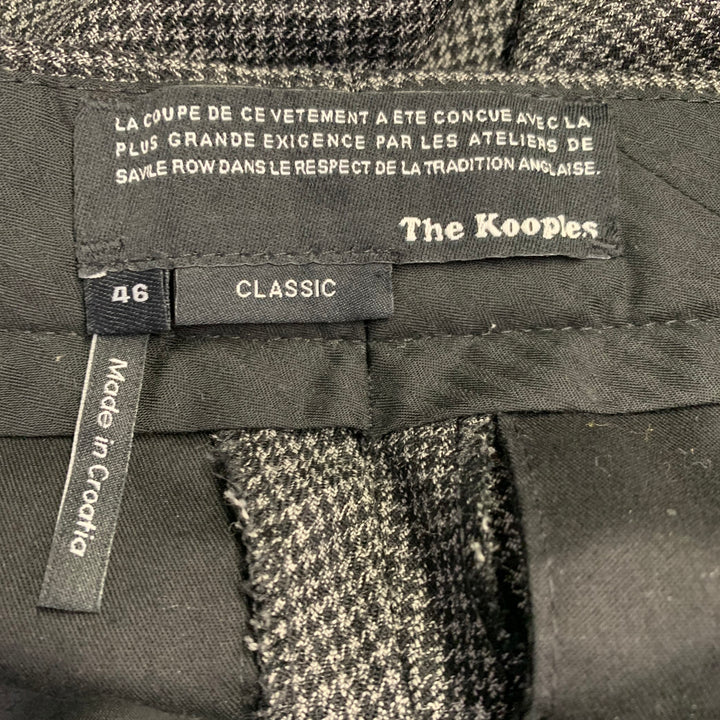 LA COUPE DE CE VETEMENT A ETE CONCUE AVEC LA
PLUS GRANDE EXIGENCE PAR LES ATELIERS DE
SAVILE ROW DANS LE RESPECT DE LA TRADITION ANGLAISE.
The Kooples
46
CLASSIC
Made in Croatia